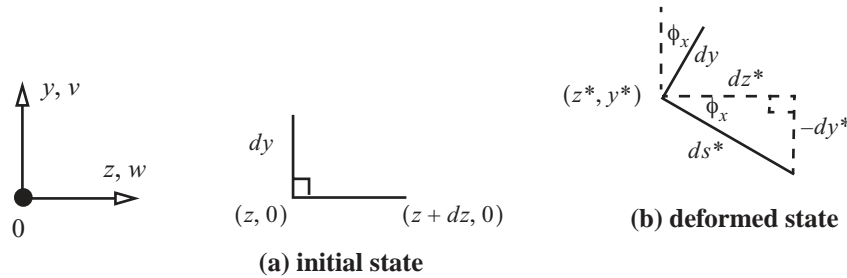 y, v
z, w
0
dy
(z, 0)
(z + dz, 0)
(a) initial state
ϕx
dy
(z*, y*)
dz*
ϕx
–dy*
ds*
(b) deformed state